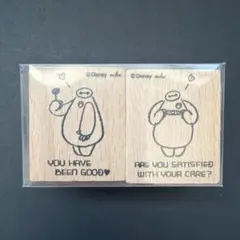 ©Disney
YOU HAVE
BEEN GOOD♥
©Disney
ARE YOU SATISFIED
WITH YOUR CARE?